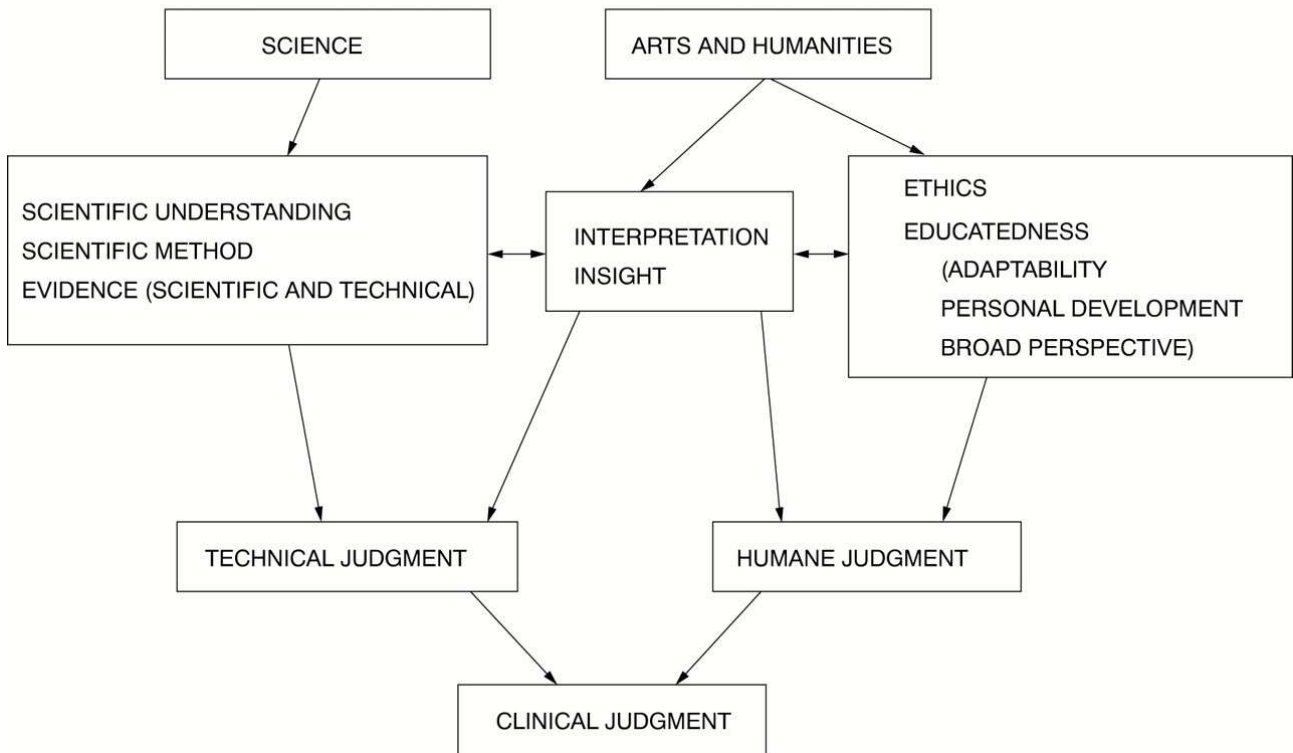 SCIENCE
ARTS AND HUMANITIES
SCIENTIFIC UNDERSTANDING
SCIENTIFIC METHOD
EVIDENCE (SCIENTIFIC AND TECHNICAL)
INTERPRETATION
INSIGHT
ETHICS
EDUCATEDNESS
(ADAPTABILITY
PERSONAL DEVELOPMENT
BROAD PERSPECTIVE)
TECHNICAL JUDGMENT
HUMANE JUDGMENT
CLINICAL JUDGMENT